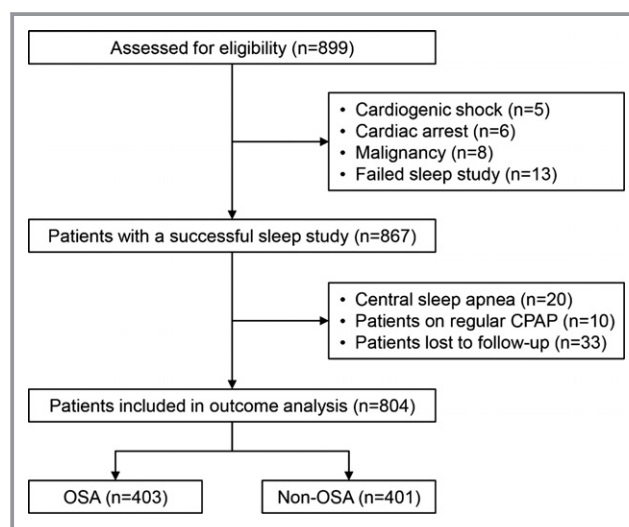 Assessed for eligibility (n=899)
• Cardiogenic shock (n=5)
• Cardiac arrest (n=6)
• Malignancy (n=8)
• Failed sleep study (n=13)
Patients with a successful sleep study (n=867)
• Central sleep apnea (n=20)
• Patients on regular CPAP (n=10)
• Patients lost to follow-up (n=33)
Patients included in outcome analysis (n=804)
OSA (n=403)
Non-OSA (n=401)